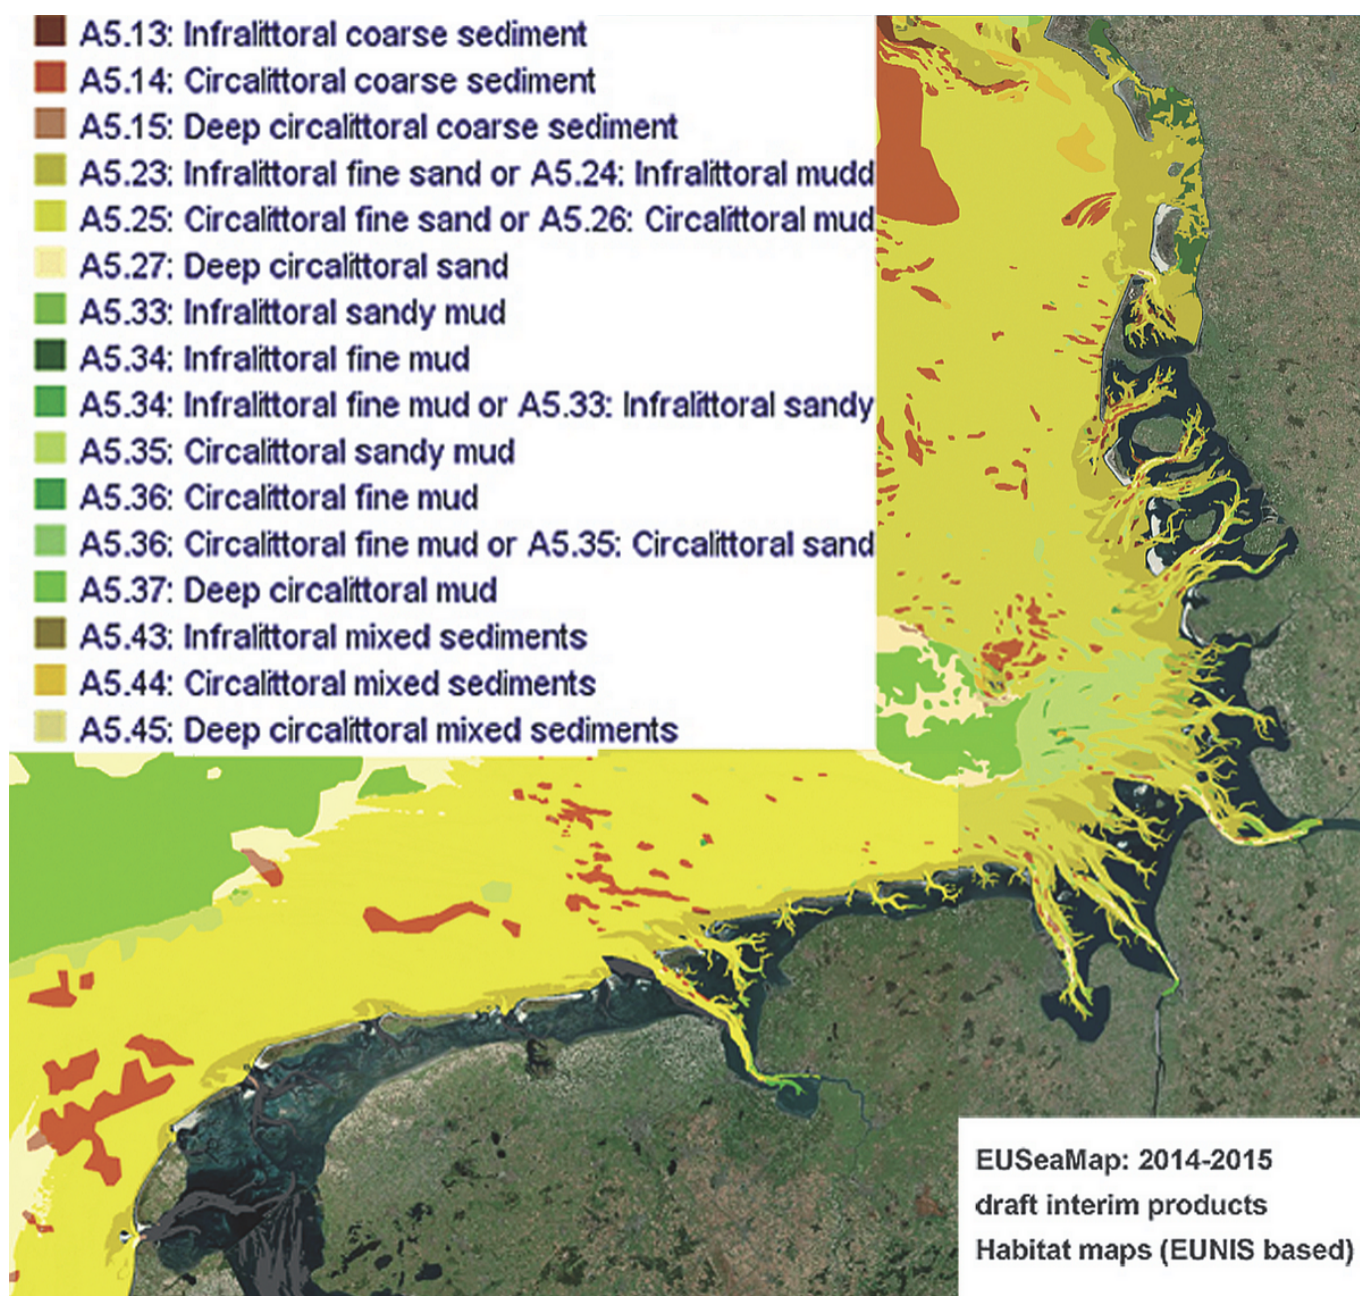 A5.13: Infralittoral coarse sediment
A5.14: Circalittoral coarse sediment
A5.15: Deep circalittoral coarse sediment
A5.23: Infralittoral fine sand or A5.24: Infralittoral mudd
A5.25: Circalittoral fine sand or A5.26: Circalittoral mud
A5.27: Deep circalittoral sand
A5.33: Infralittoral sandy mud
A5.34: Infralittoral fine mud
A5.34: Infralittoral fine mud or A5.33: Infralittoral sandy
A5.35: Circalittoral sandy mud
A5.36: Circalittoral fine mud
A5.36: Circalittoral fine mud or A5.35: Circalittoral sand
A5.37: Deep circalittoral mud
A5.43: Infralittoral mixed sediments
A5.44: Circalittoral mixed sediments
A5.45: Deep circalittoral mixed sediments
EUSeaMap: 2014-2015
draft interim products
Habitat maps (EUNIS based)